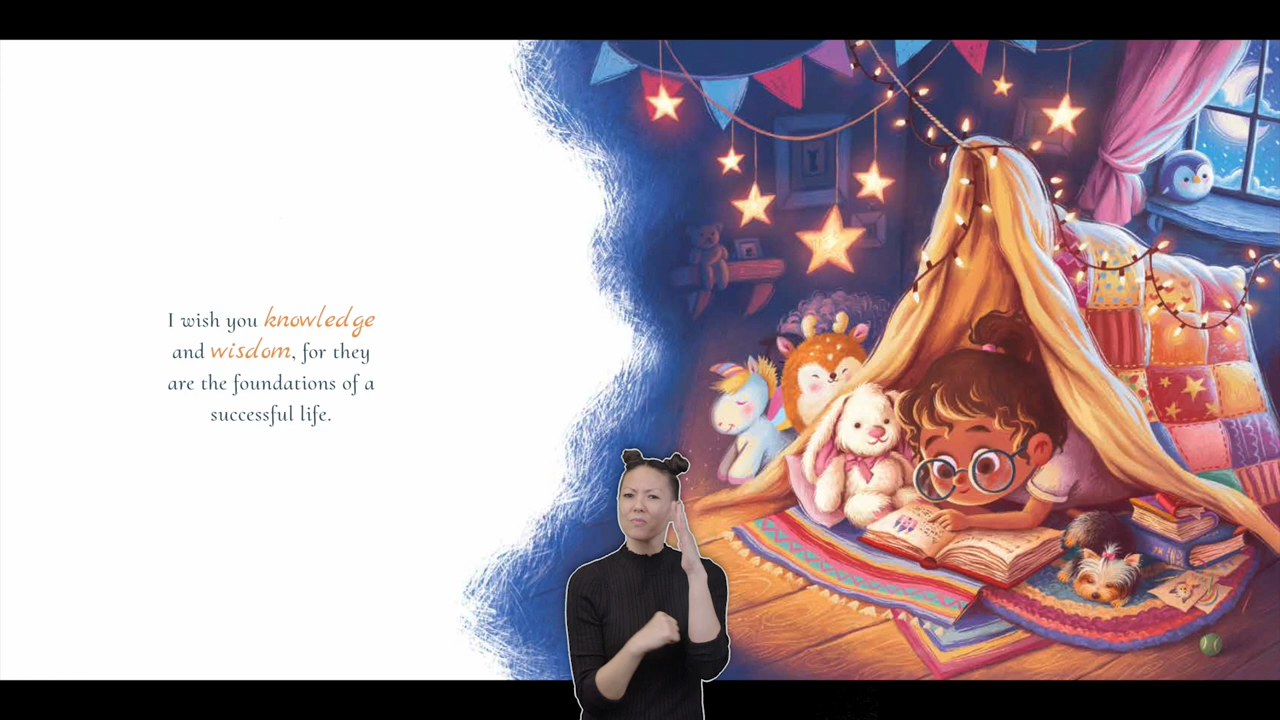 I wish you knowledge
and wisdom, for they
are the foundations of a
successful life.